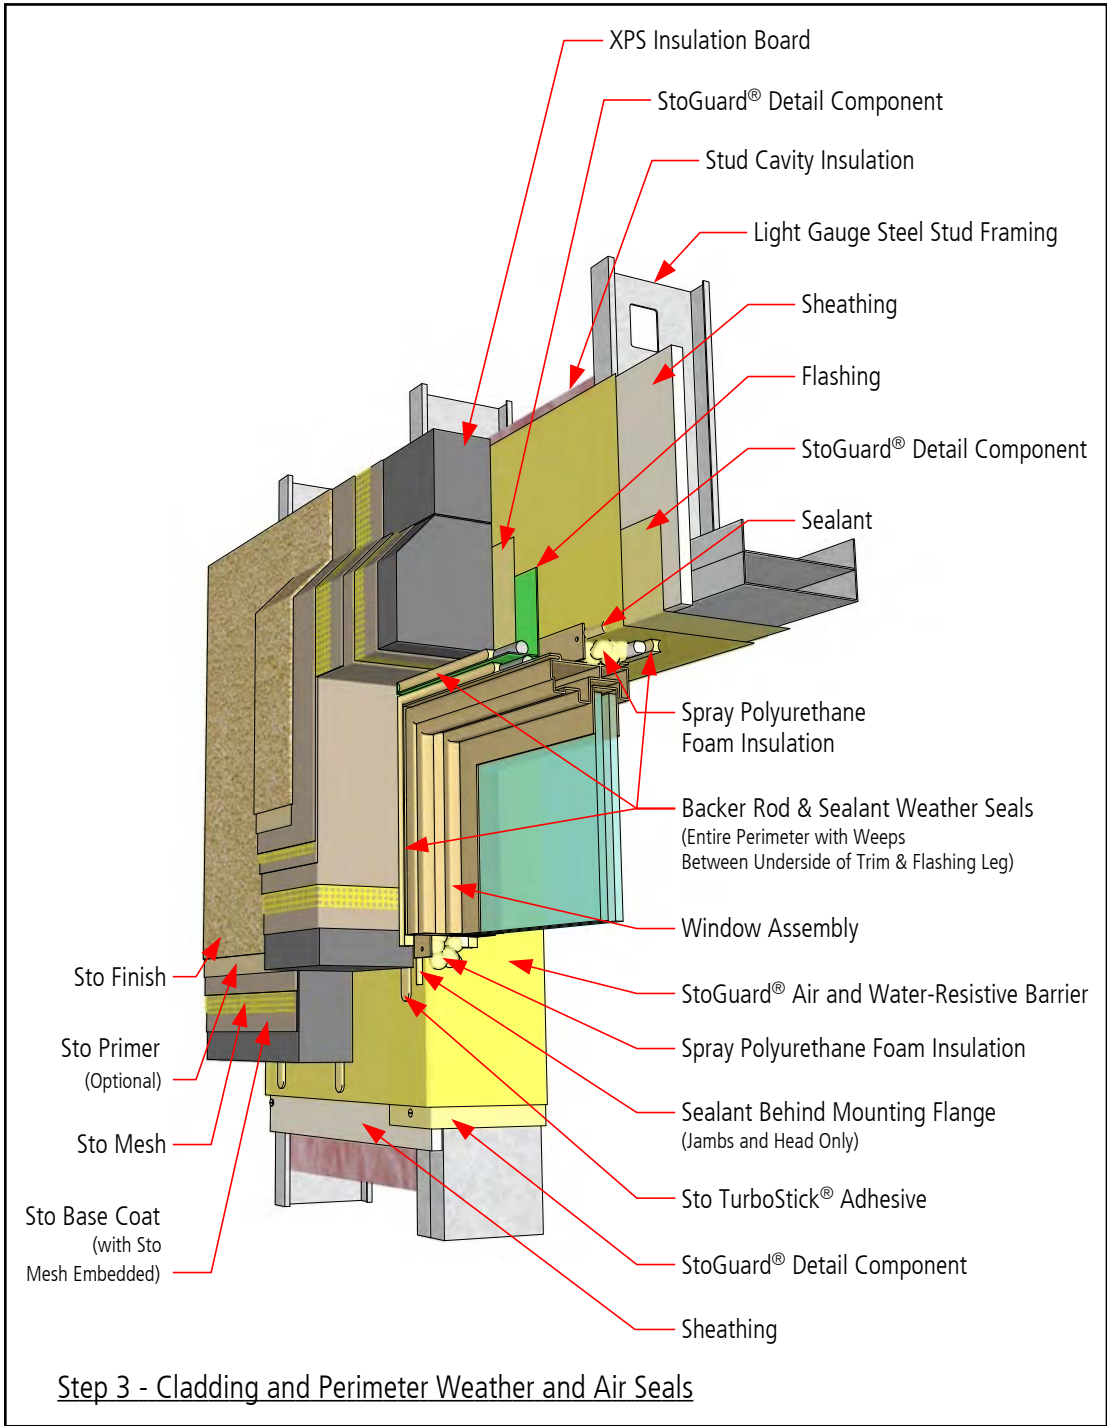 XPS Insulation Board
StoGuard® Detail Component
Stud Cavity Insulation
Light Gauge Steel Stud Framing
Sheathing
Flashing
StoGuard® Detail Component
Sealant
Spray Polyurethane
Foam Insulation
Backer Rod & Sealant Weather Seals
(Entire Perimeter with Weeps
Between Underside of Trim & Flashing Leg)
Window Assembly
StoGuard® Air and Water-Resistive Barrier
Spray Polyurethane Foam Insulation
Sealant Behind Mounting Flange
(Jambs and Head Only)
Sto TurboStick® Adhesive
StoGuard® Detail Component
Sheathing
Sto Finish
Sto Primer
(Optional)
Sto Mesh
Sto Base Coat
(with Sto
Mesh Embedded)
Step 3 - Cladding and Perimeter Weather and Air Seals